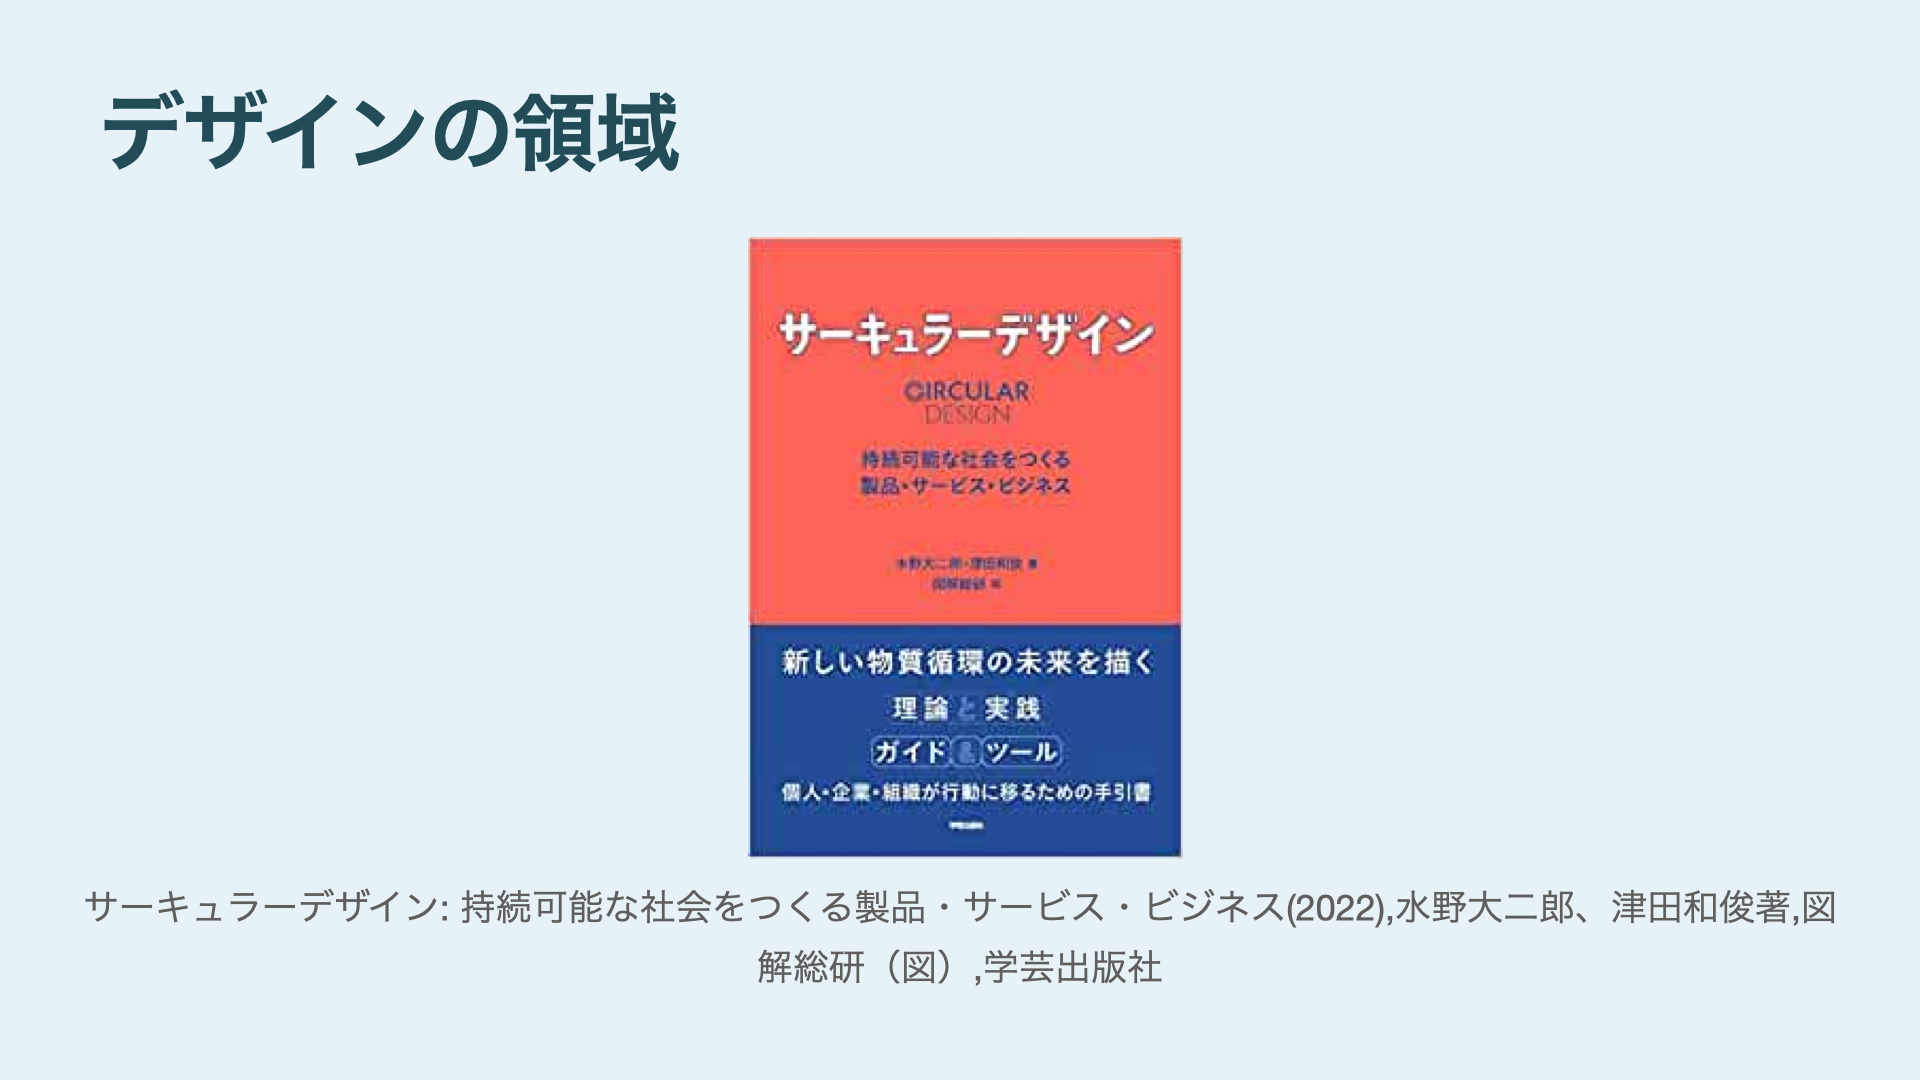 デザインの領域
サーキュラーデザイン
CIRCULAR
DESIGN
持続可能な社会をつくる
製品・サービス・ビジネス
水野大二郎・津田和俊 著
図解総研
新しい物質循環の未来を描く
理論と実践
ガイド&ツール
個人・企業・組織が行動に移るための手引書
サーキュラーデザイン: 持続可能な社会をつくる製品・サービス・ビジネス(2022),水野大二郎、津田和俊著,図
解総研（図）,学芸出版社